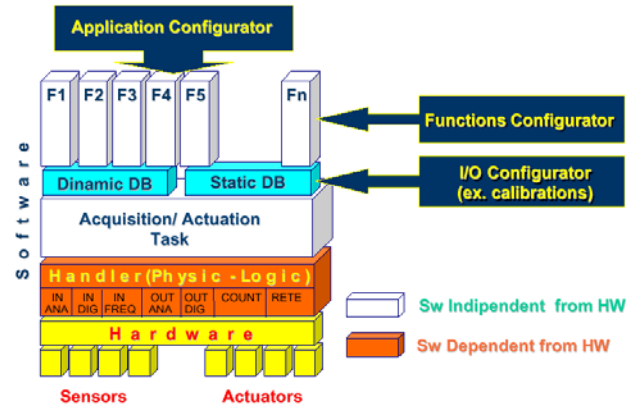 Application Configurator
F1 F2 F3 F4 F5 Fn
Functions Configurator
Dinamic DB Static DB
I/O Configurator
(ex. calibrations)
Acquisition/ Actuation
Task
Software
Handler(Physic - Logic)
IN ANA
IN DIG
IN FREQ
OUT ANA
OUT DIG
COUNT
RETE
Hardware
Sw Indipendent from HW
Sw Dependent from HW
Sensors Actuators